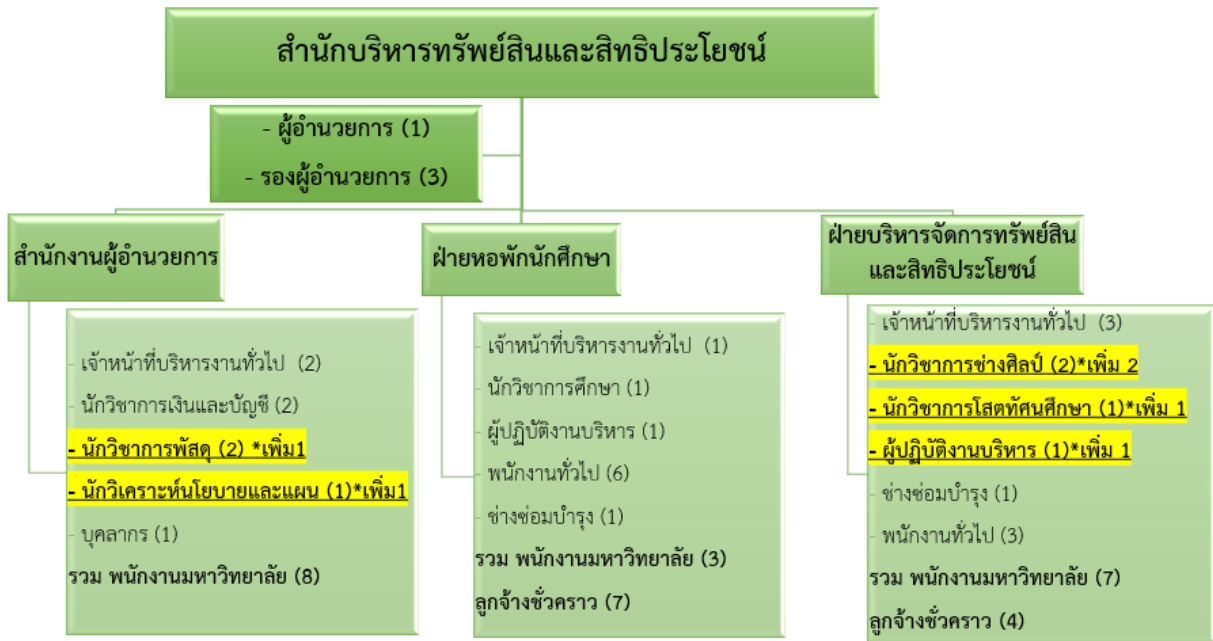 สำนักบริหารทรัพย์สินและสิทธิประโยชน์
- ผู้อำนวยการ (1)
- รองผู้อำนวยการ (3)
สำนักงานผู้อำนวยการ
- เจ้าหน้าที่บริหารงานทั่วไป (2)
- นักวิชาการเงินและบัญชี (2)
- นักวิชาการพัสดุ (2) *เพิ่ม1
- นักวิเคราะห์นโยบายและแผน (1)*เพิ่ม1
- บุคลากร (1)
รวม พนักงานมหาวิทยาลัย (8)
ฝ่ายหอพักนักศึกษา
- เจ้าหน้าที่บริหารงานทั่วไป (1)
- นักวิชาการศึกษา (1)
- ผู้ปฏิบัติงานบริหาร (1)
- พนักงานทั่วไป (6)
- ช่างซ่อมบำรุง (1)
รวม พนักงานมหาวิทยาลัย (3)
ลูกจ้างชั่วคราว (7)
ฝ่ายบริหารจัดการทรัพย์สิน
และสิทธิประโยชน์
- เจ้าหน้าที่บริหารงานทั่วไป (3)
- นักวิชาการช่างศิลป์ (2)*เพิ่ม 2
- นักวิชาการโสตทัศนศึกษา (1)*เพิ่ม 1
- ผู้ปฏิบัติงานบริหาร (1)*เพิ่ม 1
- ช่างซ่อมบำรุง (1)
- พนักงานทั่วไป (3)
รวม พนักงานมหาวิทยาลัย (7)
ลูกจ้างชั่วคราว (4)